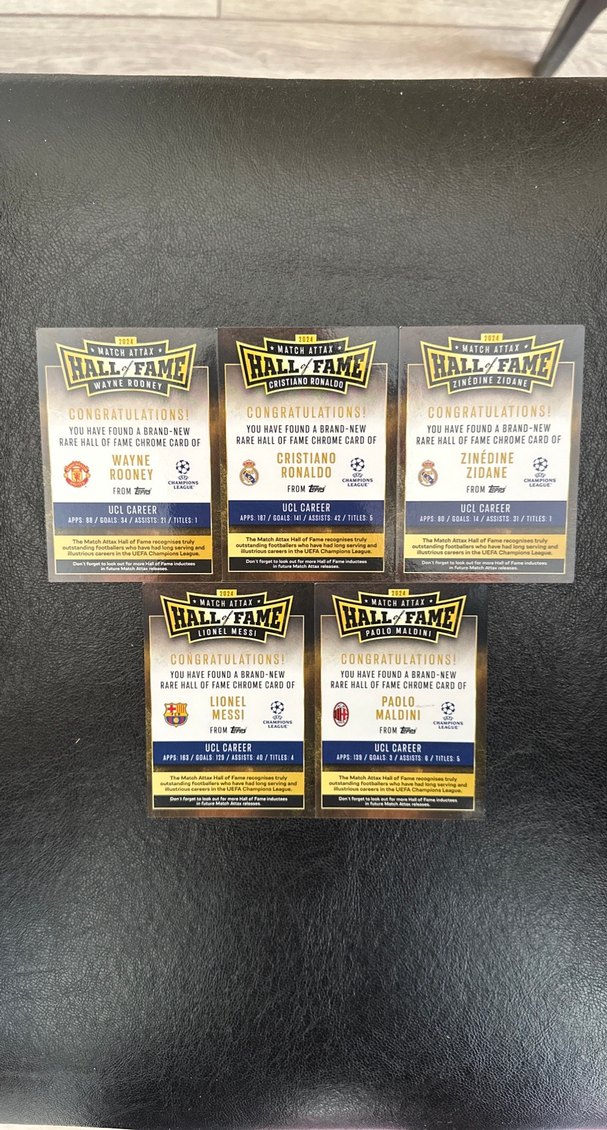 2024
★ MATCH ATTAX ★
HALL of FAME
WAYNE ROONEY
CONGRATULATIONS!
YOU HAVE FOUND A BRAND-NEW
RARE HALL OF FAME CHROME CARD OF
WAYNE
ROONEY
CHAMPIONS
LEAGUE
FROM Topps
UCL CAREER
APPS: 88 / GOALS: 34 / ASSISTS: 21 / TITLES: 1
The Match Attax Hall of Fame recognises truly
outstanding footballers who have had long serving and
illustrious careers in the UEFA Champions League.
Don't forget to look out for more Hall of Fame inductees
in future Match Attax releases.
2024
★ MATCH ATTAX ★
HALL of FAME
CRISTIANO RONALDO
CONGRATULATIONS!
YOU HAVE FOUND A BRAND-NEW
RARE HALL OF FAME CHROME CARD OF
CRISTIANO
RONALDO
CHAMPIONS
LEAGUE
FROM Topps
UCL CAREER
APPS: 187 / GOALS: 141 / ASSISTS: 42 / TITLES: 5
The Match Attax Hall of Fame recognises truly
outstanding footballers who have had long serving and
illustrious careers in the UEFA Champions League.
Don't forget to look out for more Hall of Fame inductees
in future Match Attax releases.
2024
★ MATCH ATTAX ★
HALL of FAME
ZINÉDINE ZIDANE
CONGRATULATIONS!
YOU HAVE FOUND A BRAND-NEW
RARE HALL OF FAME CHROME CARD OF
ZINÉDINE
ZIDANE
CHAMPIONS
LEAGUE
FROM Topps
UCL CAREER
APPS: 80 / GOALS: 14 / ASSISTS: 31 / TITLES: 1
The Match Attax Hall of Fame recognises truly
outstanding footballers who have had long serving and
illustrious careers in the UEFA Champions League.
Don't forget to look out for more Hall of Fame inductees
in future Match Attax releases.
2024
★ MATCH ATTAX ★
HALL of FAME
LIONEL MESSI
CONGRATULATIONS!
YOU HAVE FOUND A BRAND-NEW
RARE HALL OF FAME CHROME CARD OF
LIONEL
MESSI
CHAMPIONS
LEAGUE
FROM Topps
UCL CAREER
APPS: 163 / GOALS: 129 / ASSISTS: 40 / TITLES: 4
The Match Attax Hall of Fame recognises truly
outstanding footballers who have had long serving and
illustrious careers in the UEFA Champions League.
Don't forget to look out for more Hall of Fame inductees
in future Match Attax releases.
2024
★ MATCH ATTAX ★
HALL of FAME
PAOLO MALDINI
CONGRATULATIONS!
YOU HAVE FOUND A BRAND-NEW
RARE HALL OF FAME CHROME CARD OF
PAOLO
MALDINI
CHAMPIONS
LEAGUE
FROM Topps
UCL CAREER
APPS: 139 / GOALS: 3 / ASSISTS: 6 / TITLES: 5
The Match Attax Hall of Fame recognises truly
outstanding footballers who have had long serving and
illustrious careers in the UEFA Champions League.
Don't forget to look out for more Hall of Fame inductees
in future Match Attax releases.